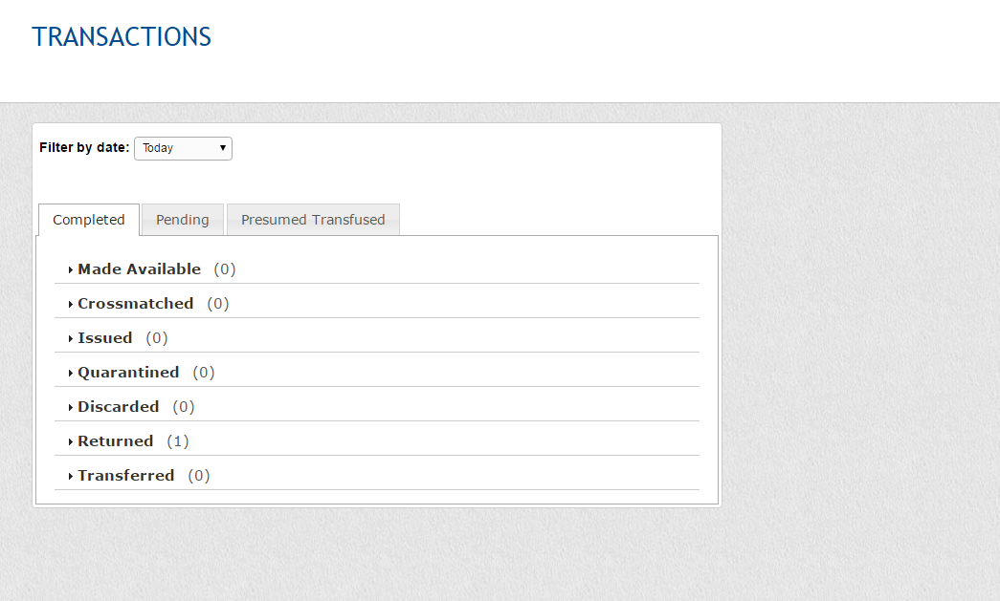 TRANSACTIONS
Filter by date: Today
Completed Pending Presumed Transfused
Made Available (0)
Crossmatched (0)
Issued (0)
Quarantined (0)
Discarded (0)
Returned (1)
Transferred (0)